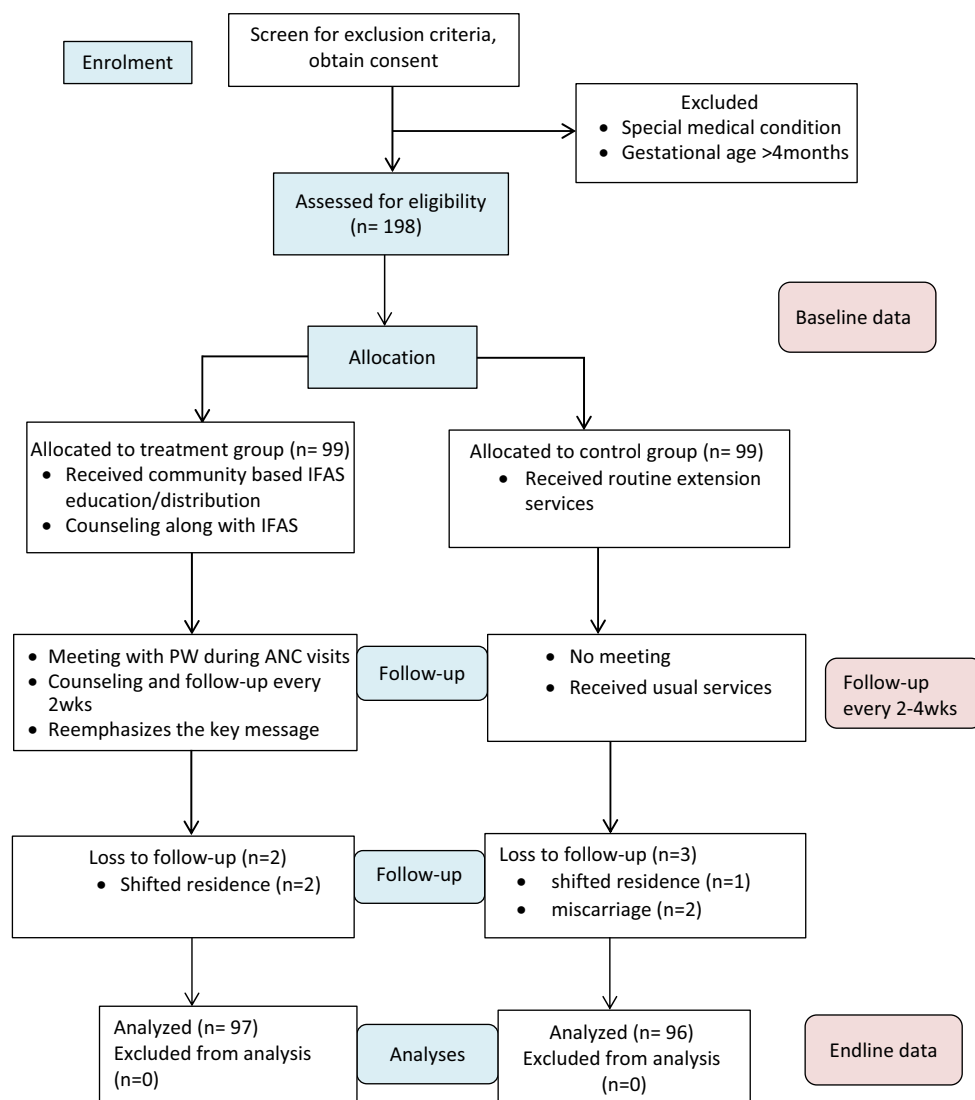 Screen for exclusion criteria,
obtain consent
Enrolment
Excluded
• Special medical condition
• Gestational age >4months
Assessed for eligibility
(n= 198)
Baseline data
Allocation
Allocated to treatment group (n= 99)
• Received community based IFAS
education/distribution
• Counseling along with IFAS
Allocated to control group (n= 99)
• Received routine extension
services
• Meeting with PW during ANC visits
• Counseling and follow-up every
2wks
• Reemphasizes the key message
Follow-up
• No meeting
• Received usual services
Follow-up
every 2-4wks
Loss to follow-up (n=2)
• Shifted residence (n=2)
Follow-up
Loss to follow-up (n=3)
• shifted residence (n=1)
• miscarriage (n=2)
Analyzed (n= 97)
Excluded from analysis
(n=0)
Analyses
Analyzed (n= 96)
Excluded from analysis
(n=0)
Endline data